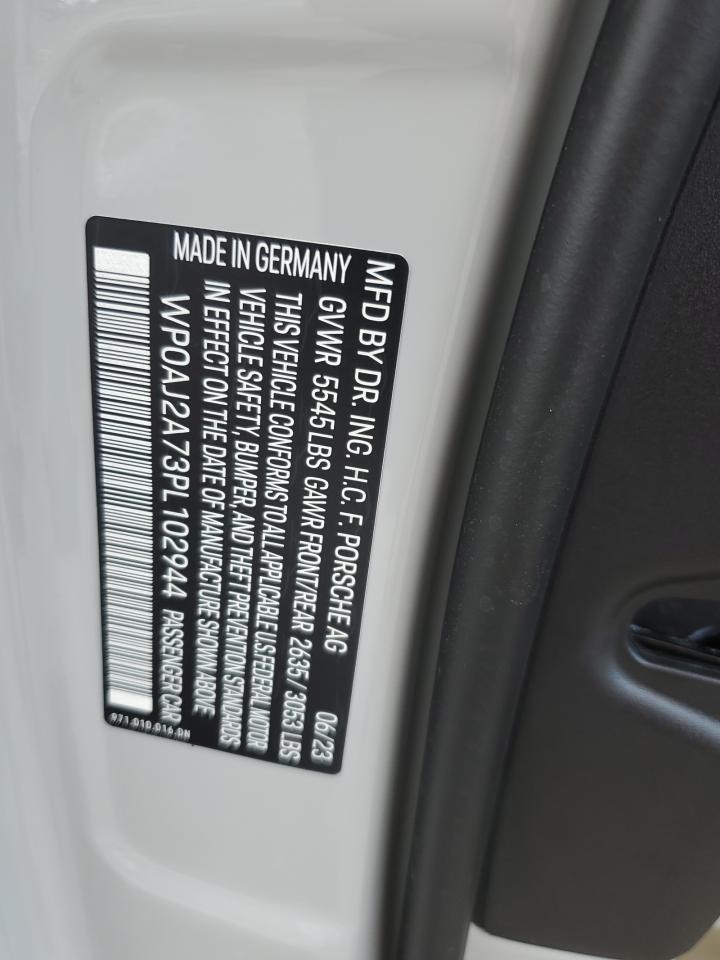 MFD BY DR. ING. H.C. F. PORSCHE AG 06/23
GVWR 5545 LBS GAWR FRONT/REAR 2635 / 3053 LBS
THIS VEHICLE CONFORMS TO ALL APPLICABLE US FEDERAL MOTOR
VEHICLE SAFETY, BUMPER, AND THEFT PREVENTION STANDARDS
IN EFFECT ON THE DATE OF MANUFACTURE SHOWN ABOVE
MADE IN GERMANY
WP0AJ2A73PL102944 PASSENGER CAR
971.010.016.DN